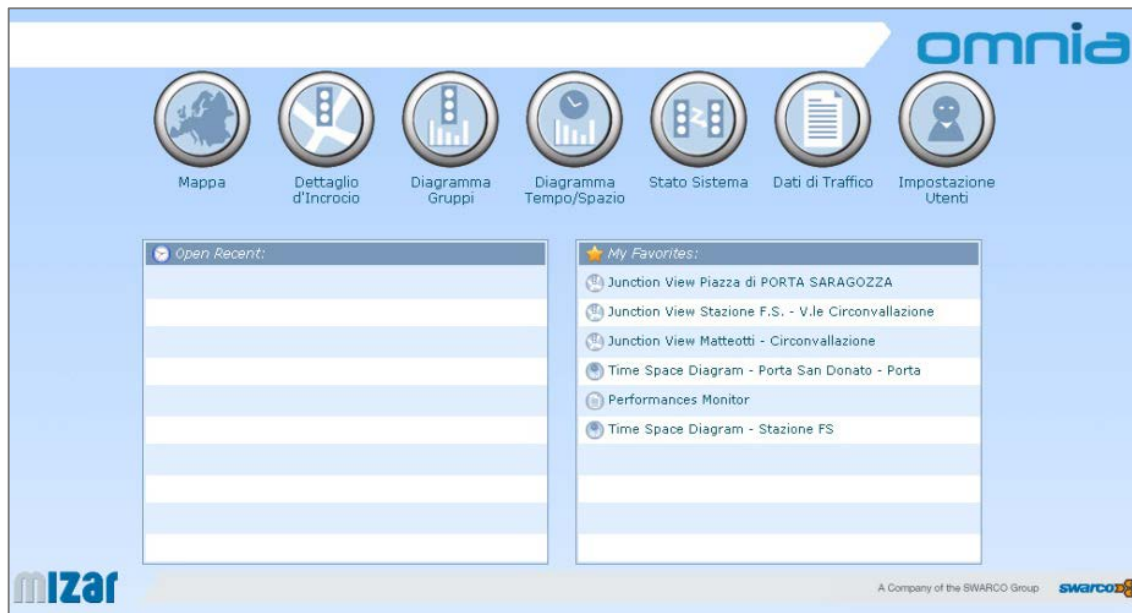 omnia
Mappa
Dettaglio
d'Incrocio
Diagramma
Gruppi
Diagramma
Tempo/Spazio
Stato Sistema
Dati di Traffico
Impostazione
Utenti
Open Recent:
My Favorites:
Junction View Piazza di PORTA SARAGOZZA
Junction View Stazione F.S. - V.le Circonvallazione
Junction View Matteotti - Circonvallazione
Time Space Diagram - Porta San Donato - Porta
Performances Monitor
Time Space Diagram - Stazione FS
mizar
A Company of the SWARCO Group
swarco